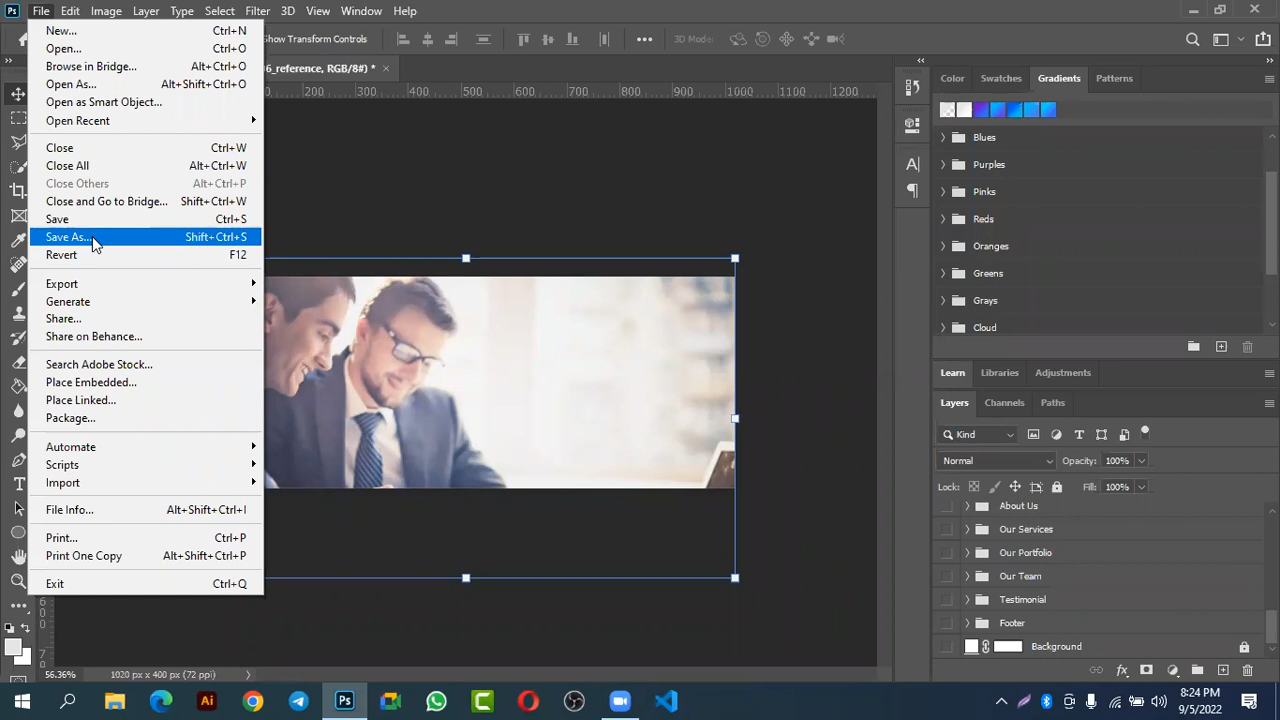 Ps File Edit Image Layer Type Select Filter 3D View Window Help
Show Transform Controls 3D Mode:
6_reference, RGB/8#) * ×
200 300 400 500 600 700 800 900 1000 1100 1200
New... Ctrl+N
Open... Ctrl+O
Browse in Bridge... Alt+Ctrl+O
Open As... Alt+Shift+Ctrl+O
Open as Smart Object...
Open Recent
Close Ctrl+W
Close All Alt+Ctrl+W
Close Others Alt+Ctrl+P
Close and Go to Bridge... Shift+Ctrl+W
Save Ctrl+S
Save As... Shift+Ctrl+S
Revert F12
Export
Generate
Share...
Share on Behance...
Search Adobe Stock...
Place Embedded...
Place Linked...
Package...
Automate
Scripts
Import
File Info... Alt+Shift+Ctrl+I
Print... Ctrl+P
Print One Copy Alt+Shift+Ctrl+P
Exit Ctrl+Q
Color Swatches Gradients Patterns
Blues
Purples
Pinks
Reds
Oranges
Greens
Grays
Cloud
Learn Libraries Adjustments
Layers Channels Paths
Kind
Normal Opacity: 100%
Lock: Fill: 100%
About Us
Our Services
Our Portfolio
Our Team
Testimonial
Footer
Background
56.36% 1020 px x 400 px (72 ppi)
Ai Ps
8:24 PM
9/5/2022